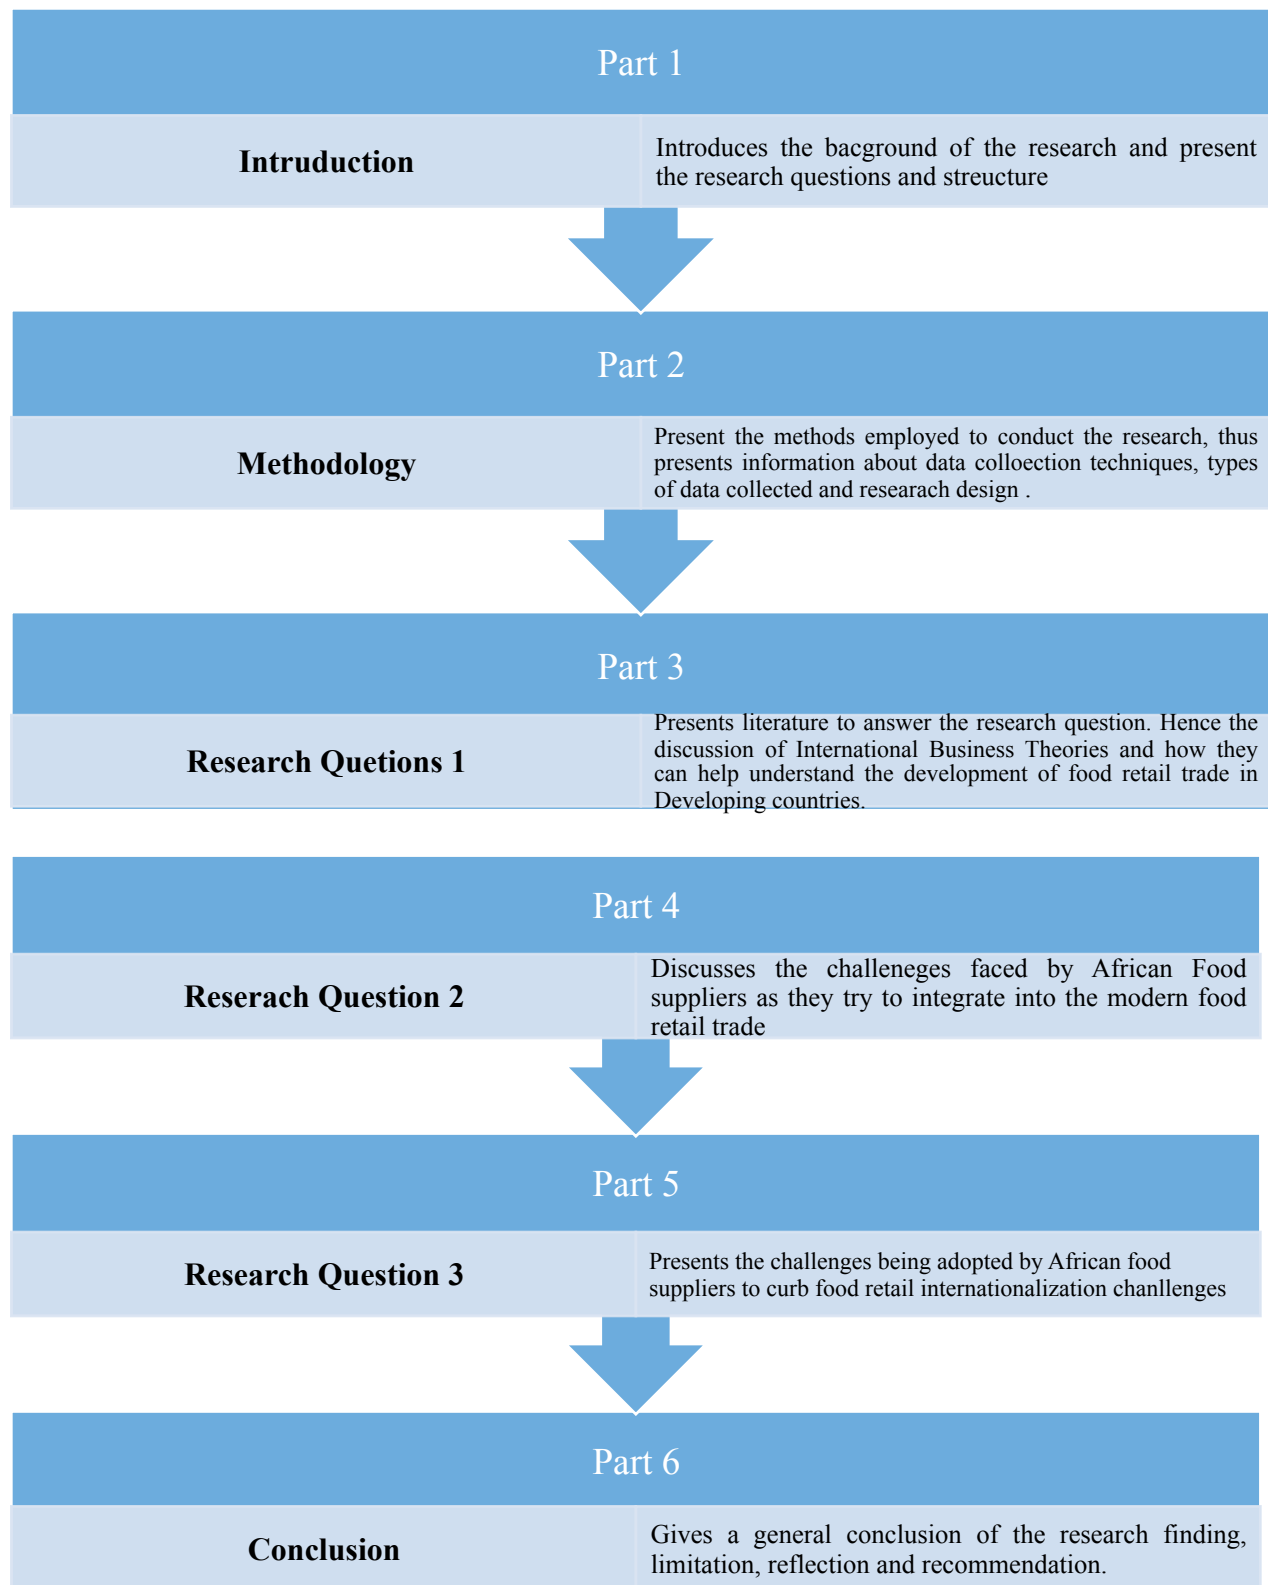 Part 1
Intruduction
Introduces the bacground of the research and present
the research questions and streucture
Part 2
Methodology
Present the methods employed to conduct the research, thus
presents information about data colloection techniques, types
of data collected and researach design .
Part 3
Research Quetions 1
Presents literature to answer the research question. Hence the
discussion of International Business Theories and how they
can help understand the development of food retail trade in
Developing countries.
Part 4
Reserach Question 2
Discusses the challeneges faced by African Food
suppliers as they try to integrate into the modern food
retail trade
Part 5
Research Question 3
Presents the challenges being adopted by African food
suppliers to curb food retail internationalization chanllenges
Part 6
Conclusion
Gives a general conclusion of the research finding,
limitation, reflection and recommendation.